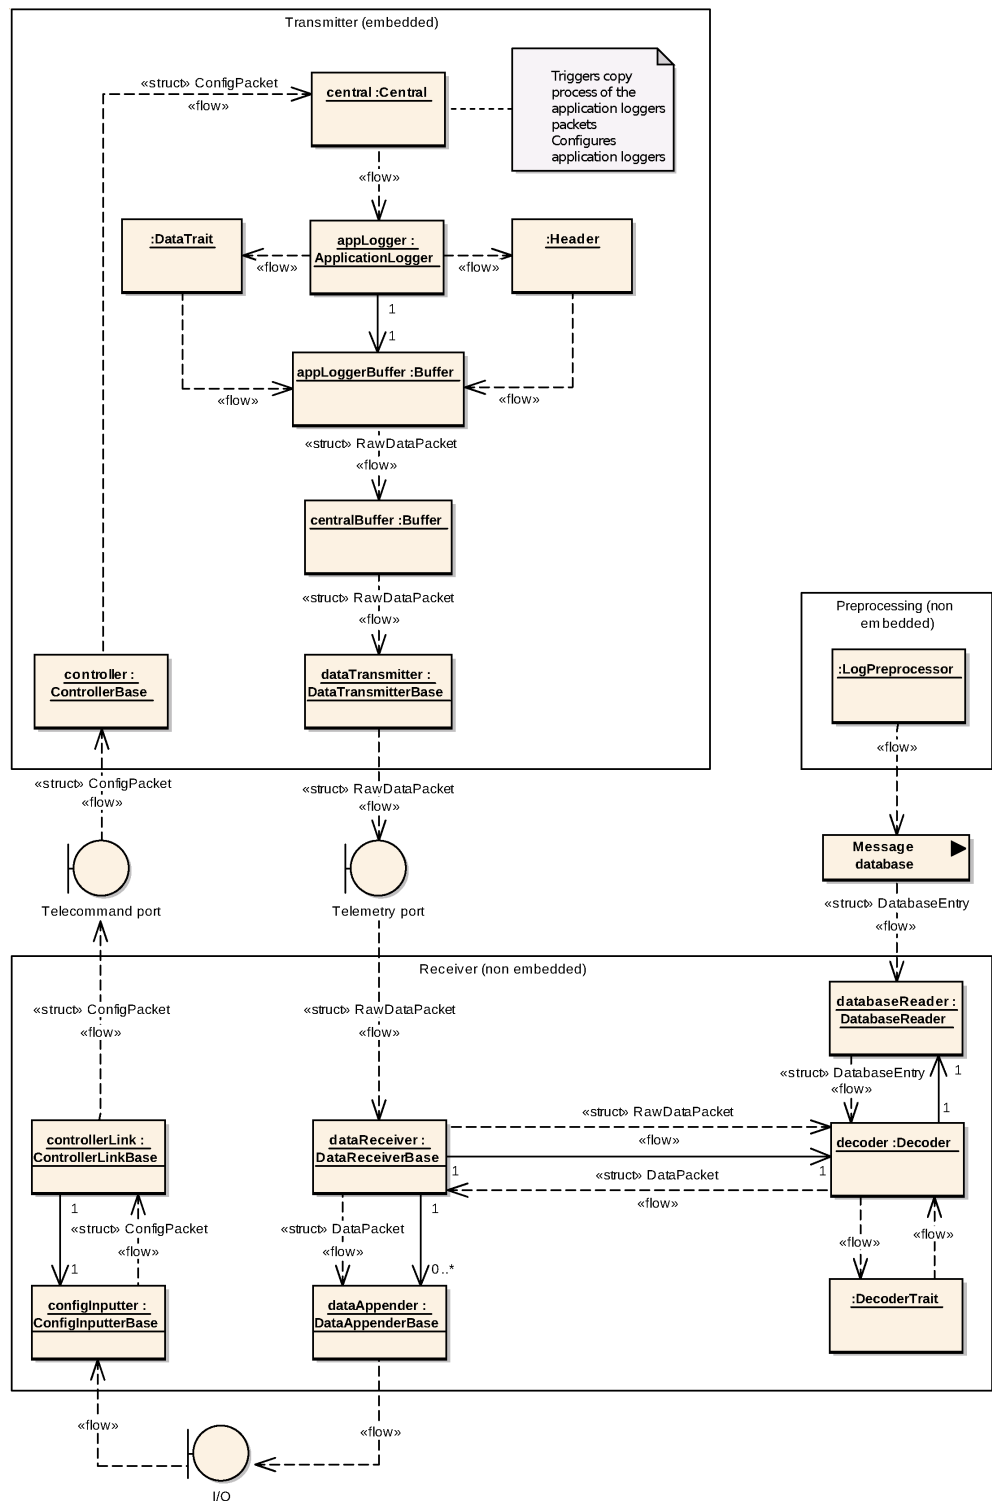 Transmitter (embedded)
«struct» ConfigPacket
«flow»
central :Central
Triggers copy
process of the
application loggers
packets
Configures
application loggers
«flow»
:DataTrait
appLogger :
ApplicationLogger
:Header
«flow»
«flow»
1
1
appLoggerBuffer :Buffer
«flow»
«flow»
«struct» RawDataPacket
«flow»
centralBuffer :Buffer
«struct» RawDataPacket
«flow»
controller :
ControllerBase
dataTransmitter :
DataTransmitterBase
Preprocessing (non
embedded)
:LogPreprocessor
«flow»
«struct» ConfigPacket
«flow»
«struct» RawDataPacket
«flow»
Message
database
Telecommand port
Telemetry port
«struct» DatabaseEntry
«flow»
Receiver (non embedded)
«struct» ConfigPacket
«flow»
«struct» RawDataPacket
«flow»
databaseReader :
DatabaseReader
«struct» DatabaseEntry
«flow»
1
1
controllerLink :
ControllerLinkBase
dataReceiver :
DataReceiverBase
«struct» RawDataPacket
«flow»
decoder :Decoder
1
1
«struct» DataPacket
«flow»
1
«struct» ConfigPacket
«flow»
1
1
«struct» DataPacket
«flow»
0..*
«flow»
«flow»
configInputter :
ConfigInputterBase
dataAppender :
DataAppenderBase
:DecoderTrait
«flow»
«flow»
I/O